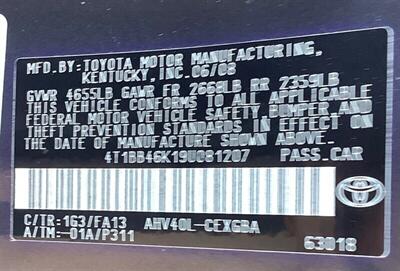 MFD. BY: TOYOTA MOTOR MANUFACTURING,
KENTUCKY, INC. 06/08
GVWR 4655LB GAWR FR 2668LB RR 2359LB
THIS VEHICLE CONFORMS TO ALL APPLICABLE
FEDERAL MOTOR VEHICLE SAFETY BUMPER AND
THEFT PREVENTION STANDARDS IN EFFECT ON
THE DATE OF MANUFACTURE SHOWN ABOVE.
4T1BB46K19U081207 PASS. CAR
C/TR: 1G3/FA13 AHV40L-CEXGBA
A/TM: -01A/P311 63018